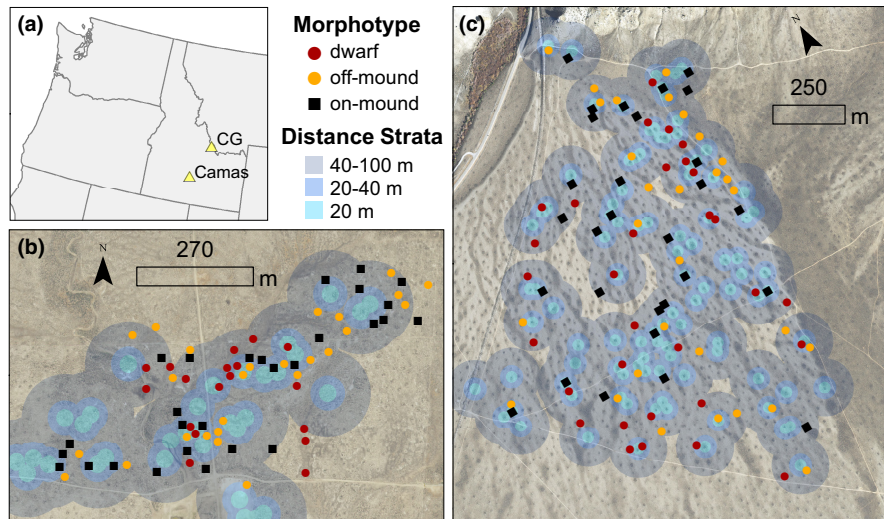 (a)
CG
Camas
Morphotype
dwarf
off-mound
on-mound
Distance Strata
40-100 m
20-40 m
20 m
(b)
N
270
m
(c)
N
250
m